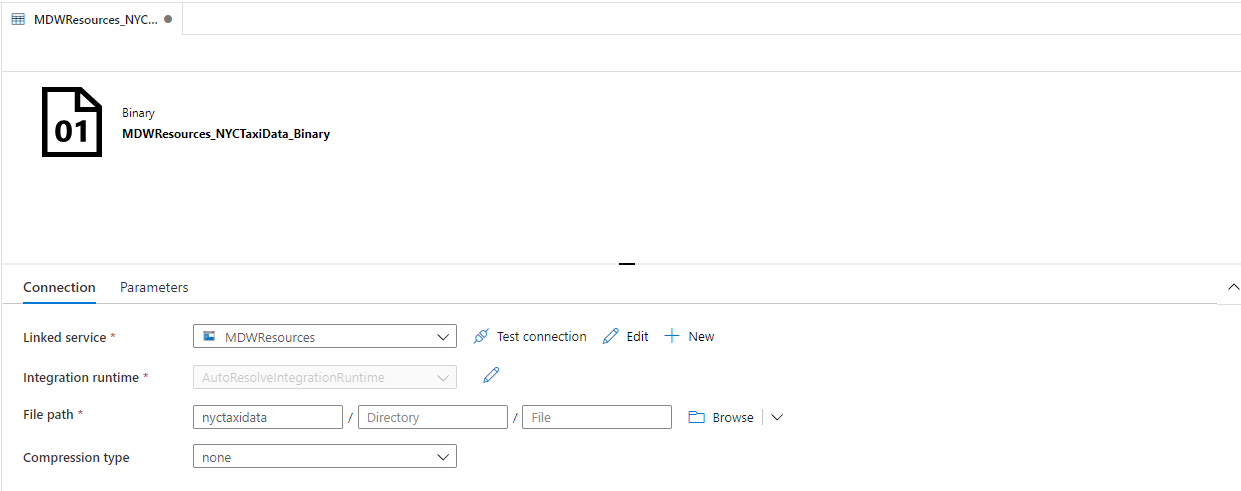 MDWResources_NYC...
01
Binary
MDWResources_NYCTaxiData_Binary
Connection Parameters
Linked service * MDWResources Test connection Edit New
Integration runtime * AutoResolveIntegrationRuntime
File path * nyctaxidata / Directory / File Browse
Compression type none